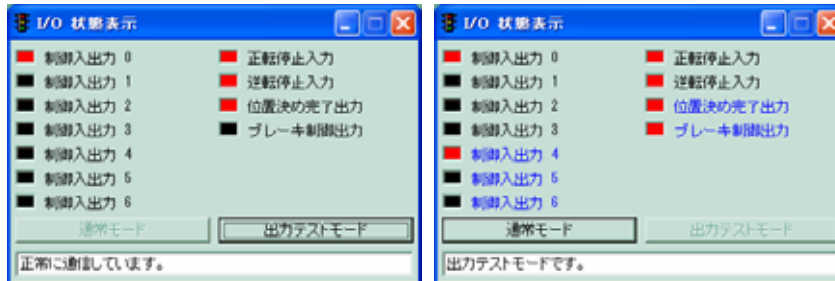 I/O 状態表示
制御入出力 0
制御入出力 1
制御入出力 2
制御入出力 3
制御入出力 4
制御入出力 5
制御入出力 6
正転停止入力
逆転停止入力
位置決め完了出力
ブレーキ制御出力
通常モード
出力テストモード
正常に通信しています。
I/O 状態表示
制御入出力 0
制御入出力 1
制御入出力 2
制御入出力 3
制御入出力 4
制御入出力 5
制御入出力 6
正転停止入力
逆転停止入力
位置決め完了出力
ブレーキ制御出力
通常モード
出力テストモード
出力テストモードです。